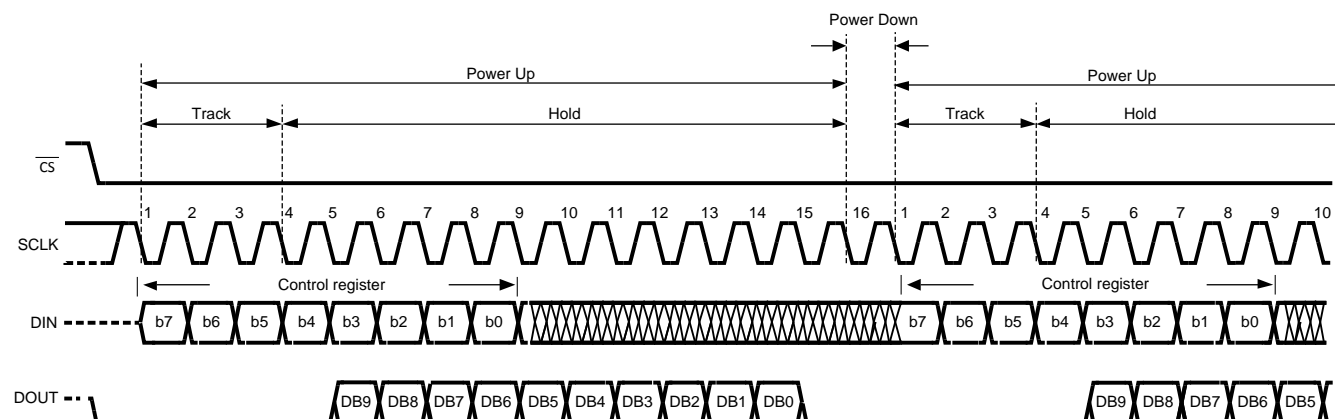 Power Down
Power Up Power Up
Track Hold Track Hold
CS
1 2 3 4 5 6 7 8 9 10 11 12 13 14 15 16 1 2 3 4 5 6 7 8 9 10
SCLK
Control register Control register
DIN b7 b6 b5 b4 b3 b2 b1 b0 b7 b6 b5 b4 b3 b2 b1 b0
DOUT DB9 DB8 DB7 DB6 DB5 DB4 DB3 DB2 DB1 DB0 DB9 DB8 DB7 DB6 DB5